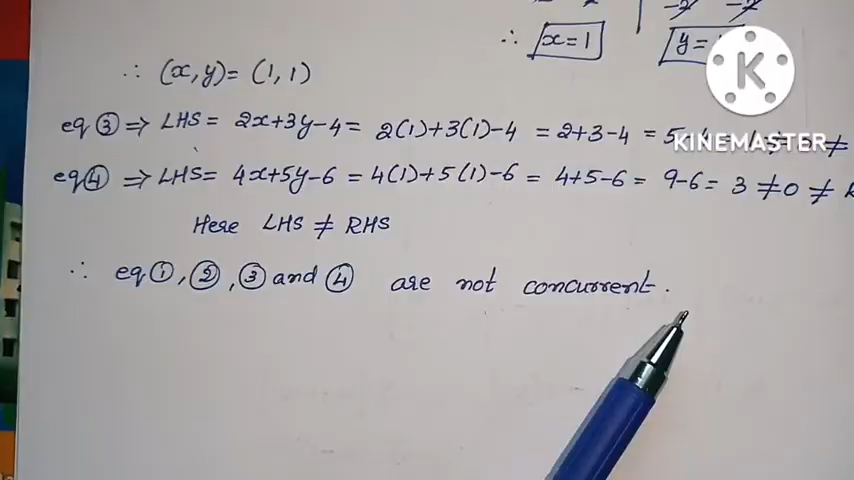 ∴ x=1 y=
∴ (x,y)= (1,1)
eq ③ ⇒ LHS= 2x+3y-4= 2(1)+3(1)-4 = 2+3-4 = 5 ≠
eq ④ ⇒ LHS= 4x+5y-6 = 4(1)+5(1)-6 = 4+5-6 = 9-6= 3 ≠0 ≠
Here LHS ≠ RHS
∴ eq ①, ②, ③ and ④ are not concurrent.
K
KINEMASTER